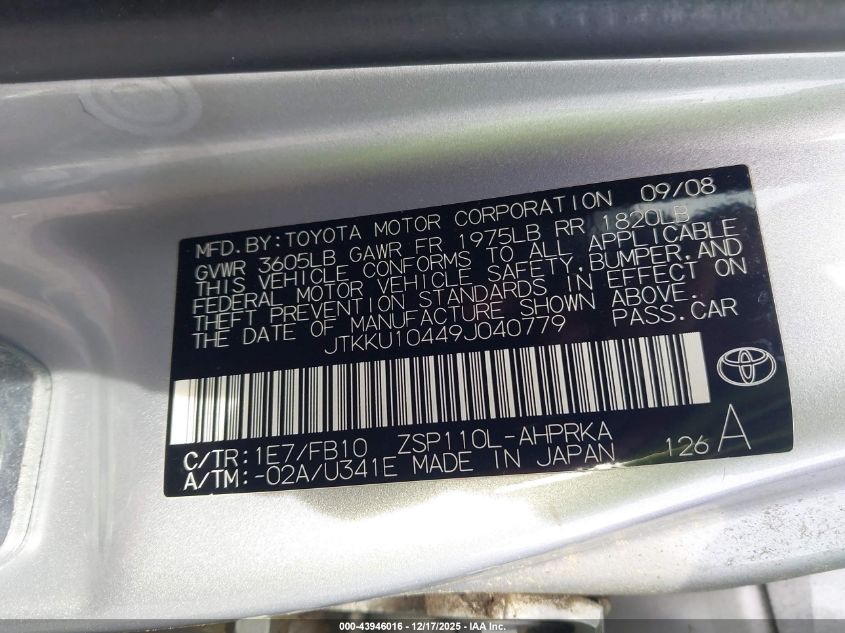 MFD. BY: TOYOTA MOTOR CORPORATION 09/08
GVWR 3605LB GAWR FR 1975LB RR 1820LB
THIS VEHICLE CONFORMS TO ALL APPLICABLE
FEDERAL MOTOR VEHICLE SAFETY, BUMPER, AND
THEFT PREVENTION STANDARDS IN EFFECT ON
THE DATE OF MANUFACTURE SHOWN ABOVE.
JTKKU10449J040779 PASS. CAR
C/TR: 1E7/FB10 ZSP110L-AHPRKA
A/TM: -02A/U341E MADE IN JAPAN 126 A
000-43946016 - 12/17/2025 - IAA Inc.